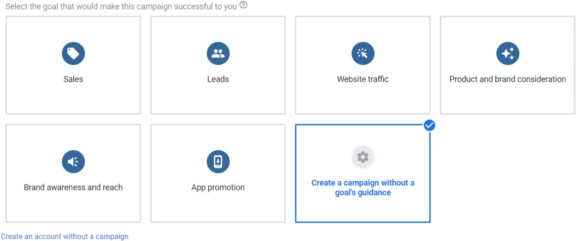 Select the goal that would make this campaign successful to you
Sales
Leads
Website traffic
Product and brand consideration
Brand awareness and reach
App promotion
Create a campaign without a
goal's guidance
Create an account without a campaign